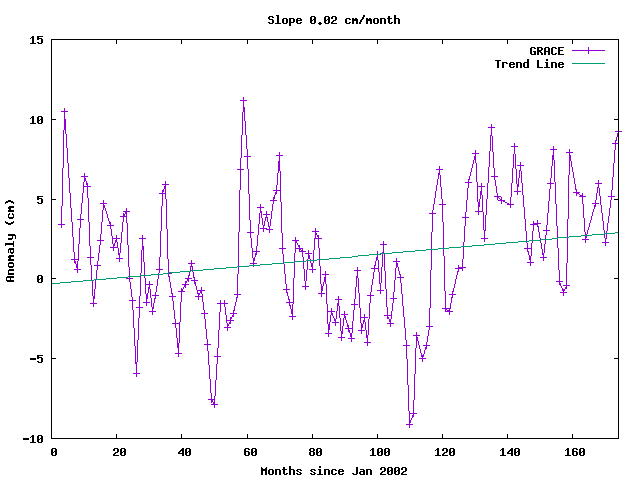 Slope 0.02 cm/month
15
GRACE
Trend Line
10
5
0
-5
-10
Anomaly (cm)
0 20 40 60 80 100 120 140 160
Months since Jan 2002